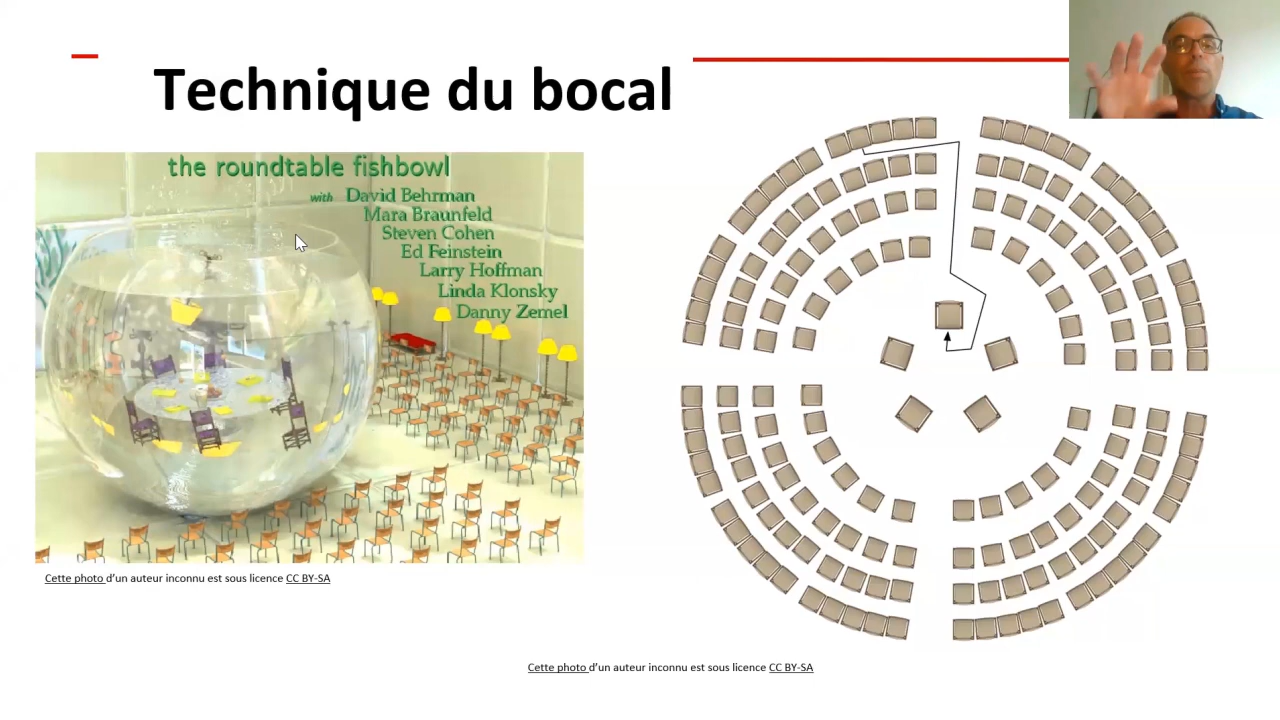 Technique du bocal
the roundtable fishbowl
with David Behrman
Mara Braunfeld
Steven Cohen
Ed Feinstein
Larry Hoffman
Linda Klonsky
Danny Zemel
Cette photo d'un auteur inconnu est sous licence CC BY-SA
Cette photo d'un auteur inconnu est sous licence CC BY-SA